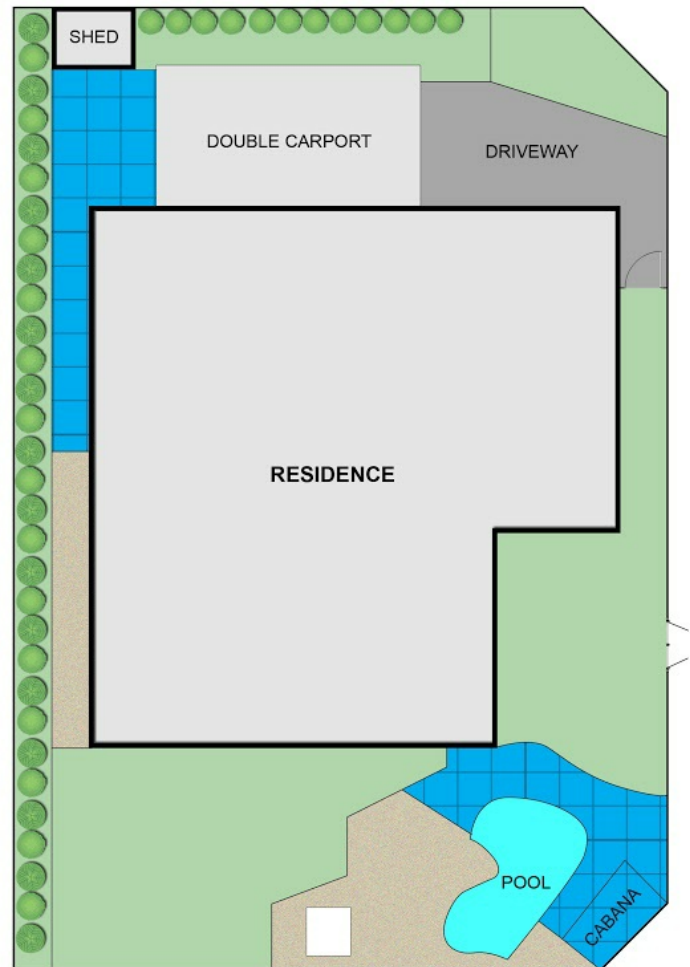 SHED
DOUBLE CARPORT
DRIVEWAY
RESIDENCE
POOL
CABANA